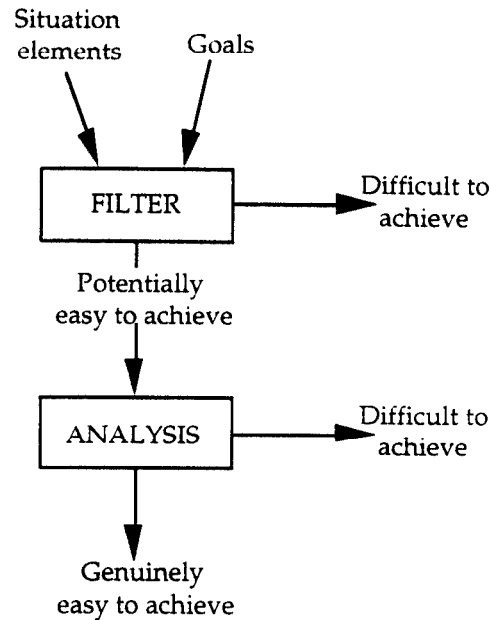 Situation
elements
Goals
FILTER
Difficult to
achieve
Potentially
easy to achieve
ANALYSIS
Difficult to
achieve
Genuinely
easy to achieve